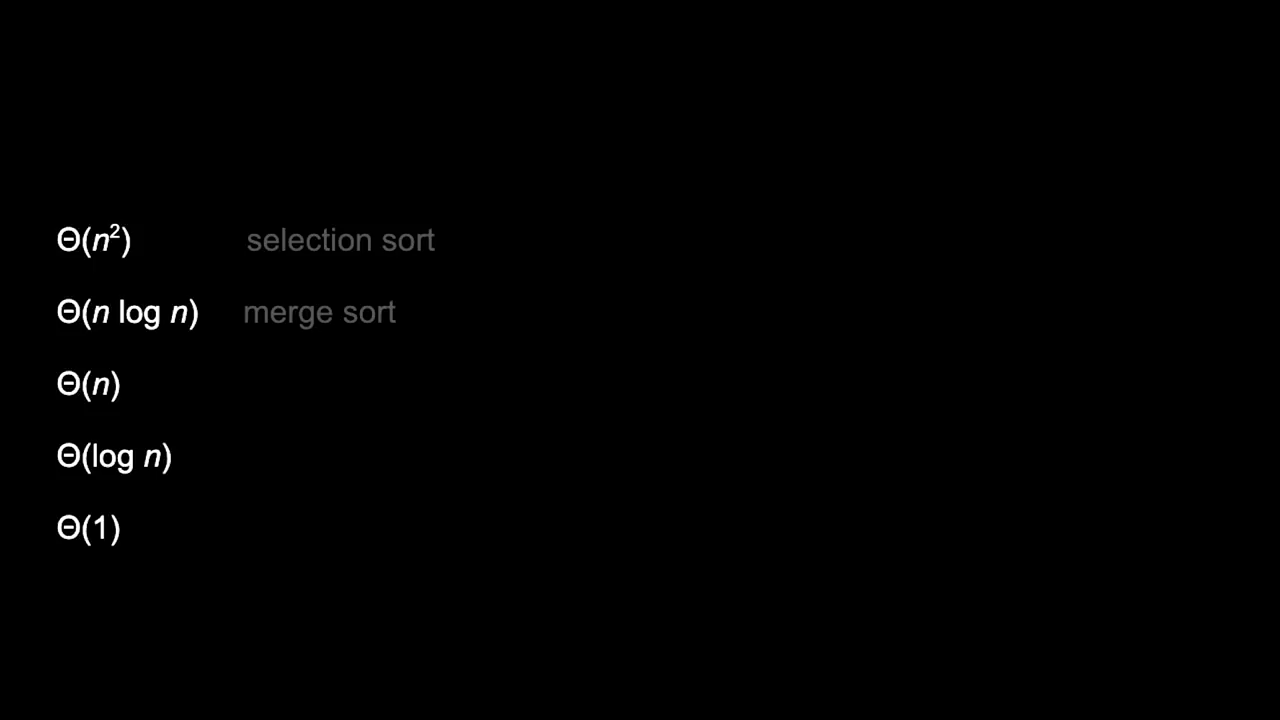 Θ(n²) selection sort
Θ(n log n) merge sort
Θ(n)
Θ(log n)
Θ(1)